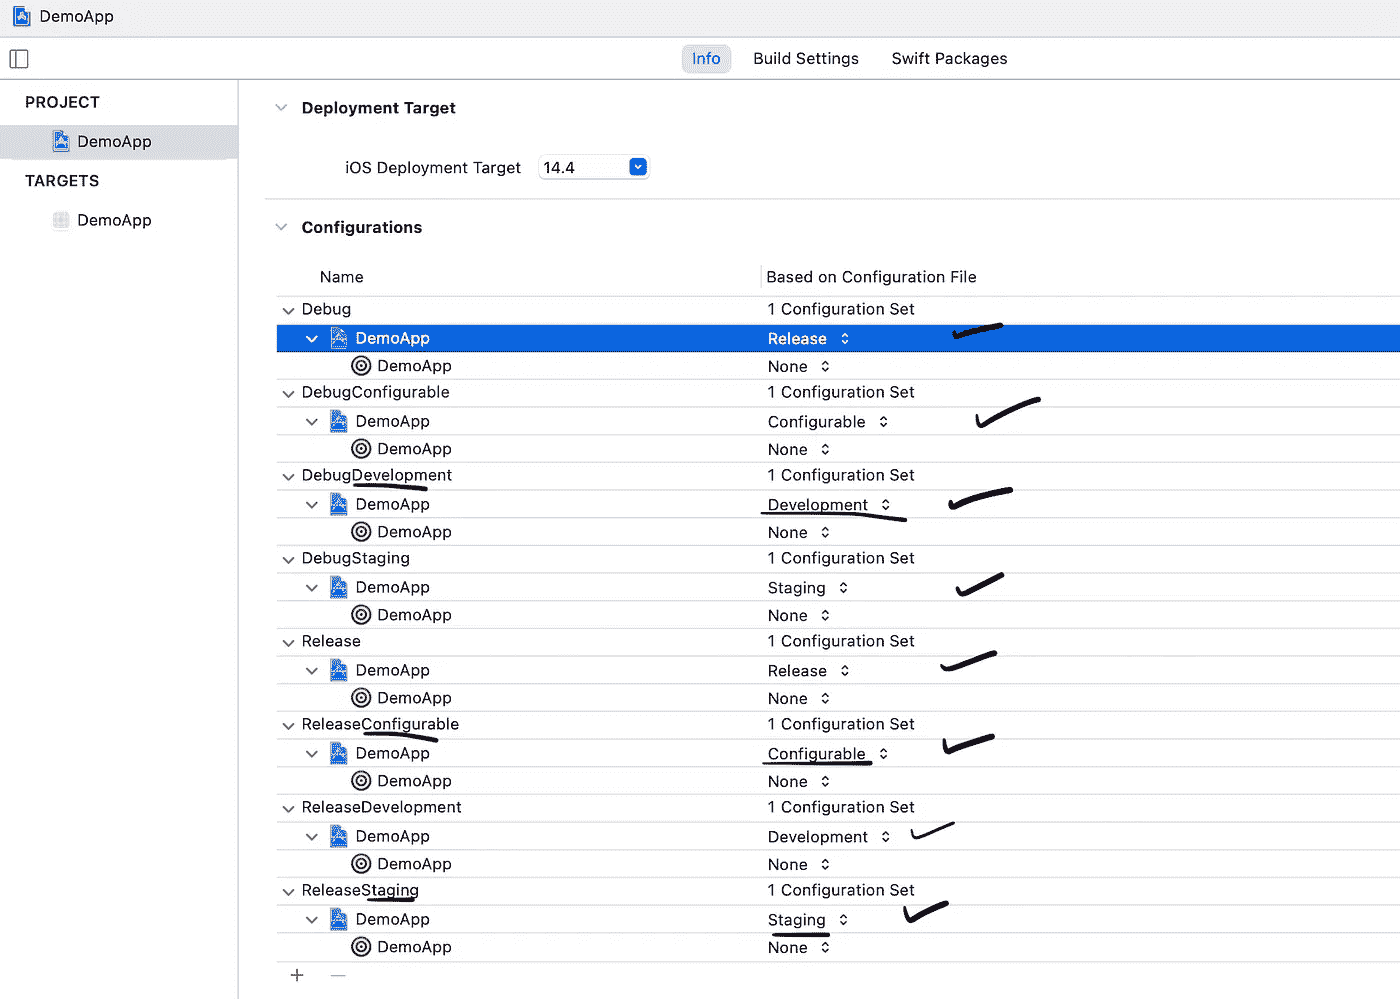 DemoApp
Info Build Settings Swift Packages
PROJECT
DemoApp
TARGETS
DemoApp
Deployment Target
iOS Deployment Target 14.4
Configurations
Name Based on Configuration File
Debug 1 Configuration Set
DemoApp Release
DemoApp None
DebugConfigurable 1 Configuration Set
DemoApp Configurable
DemoApp None
DebugDevelopment 1 Configuration Set
DemoApp Development
DemoApp None
DebugStaging 1 Configuration Set
DemoApp Staging
DemoApp None
Release 1 Configuration Set
DemoApp Release
DemoApp None
ReleaseConfigurable 1 Configuration Set
DemoApp Configurable
DemoApp None
ReleaseDevelopment 1 Configuration Set
DemoApp Development
DemoApp None
ReleaseStaging 1 Configuration Set
DemoApp Staging
DemoApp None